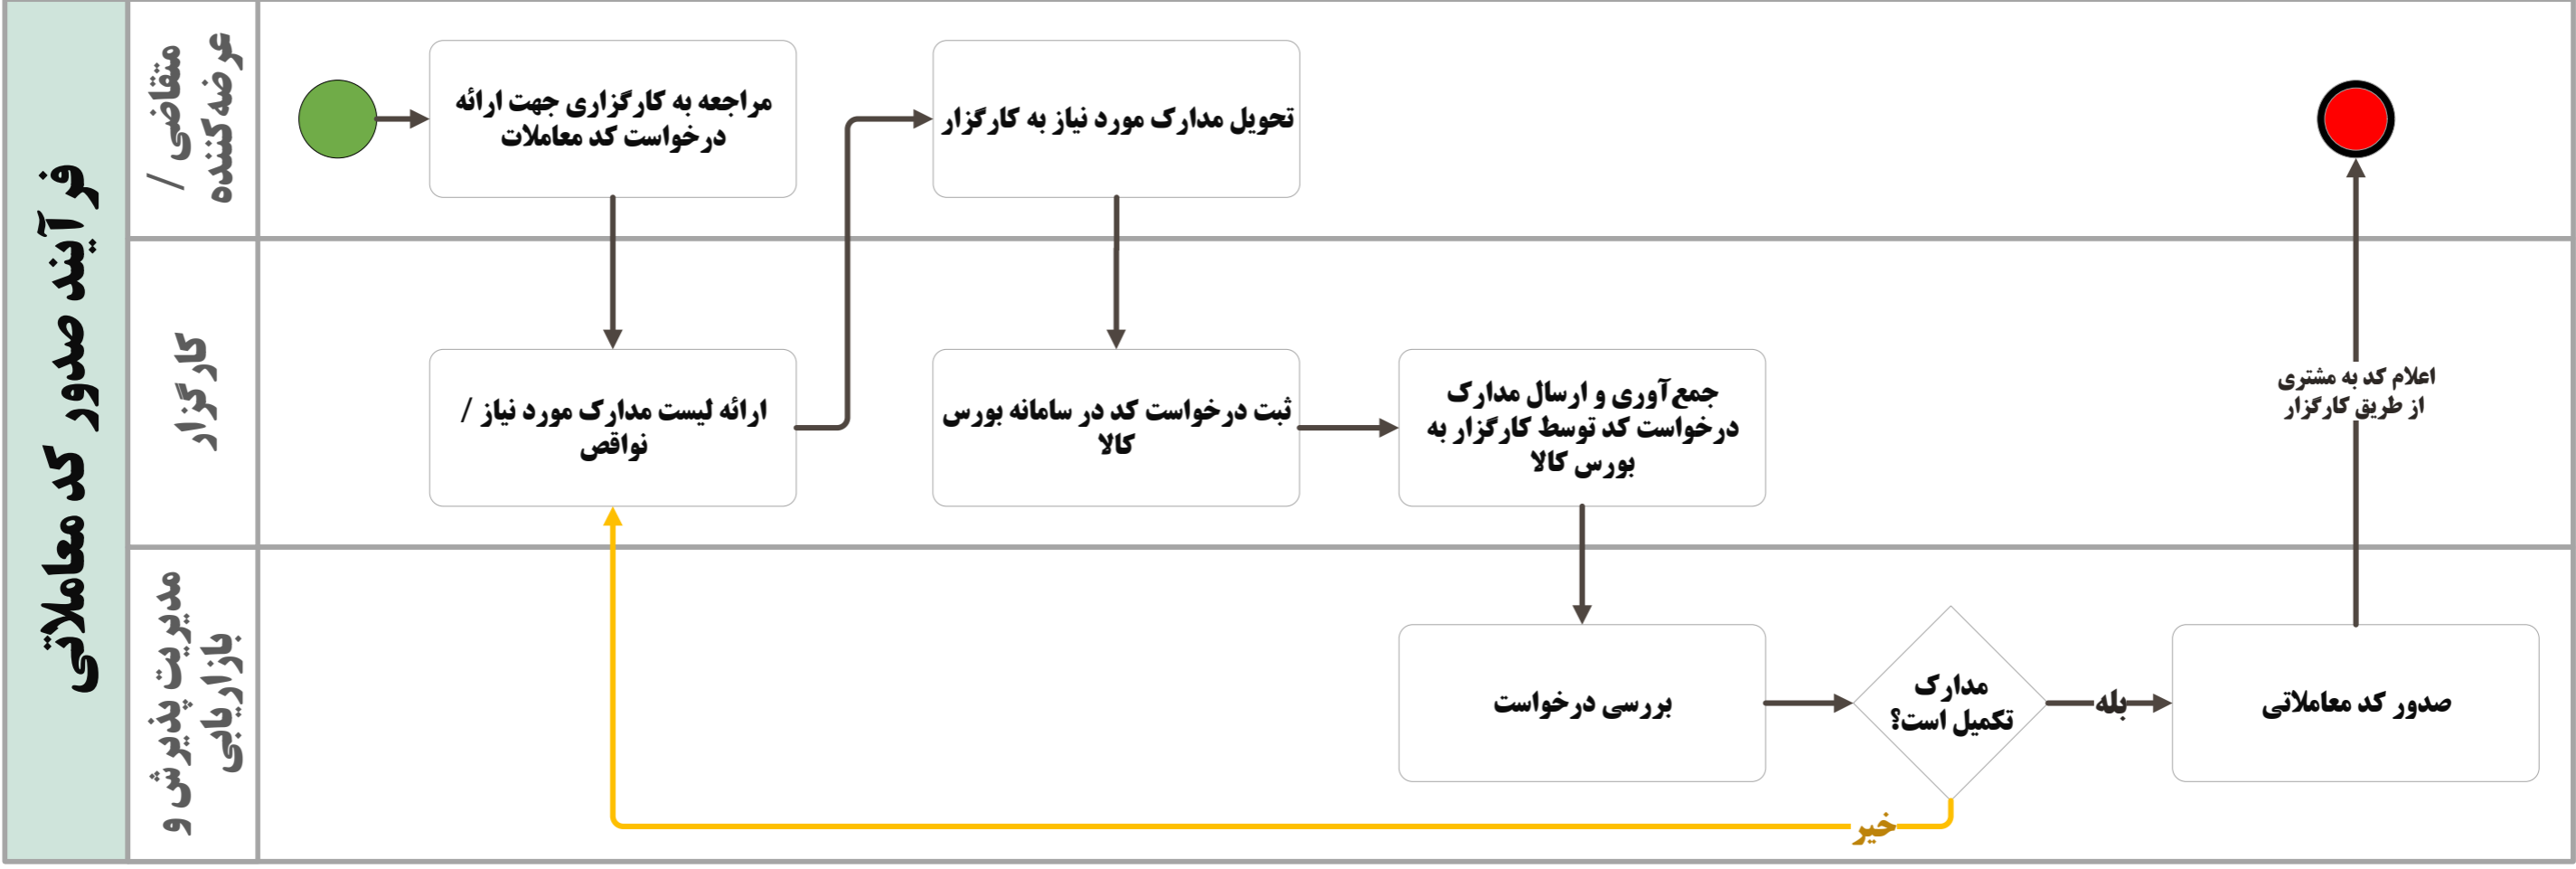 فرآیند صدور کد معاملاتی
متقاضی /
عرضه‌کننده
مراجعه به کارگزاری جهت ارائه
درخواست کد معاملات
تحویل مدارک مورد نیاز به کارگزار
کارگزار
ارائه لیست مدارک مورد نیاز /
نواقص
ثبت درخواست کد در سامانه بورس
کالا
جمع‌آوری و ارسال مدارک
درخواست کد توسط کارگزار به
بورس کالا
اعلام کد به مشتری
از طریق کارگزار
مدیریت پذیرش و
بازاریابی
بررسی درخواست
مدارک
تکمیل است؟
بله
صدور کد معاملاتی
خیر